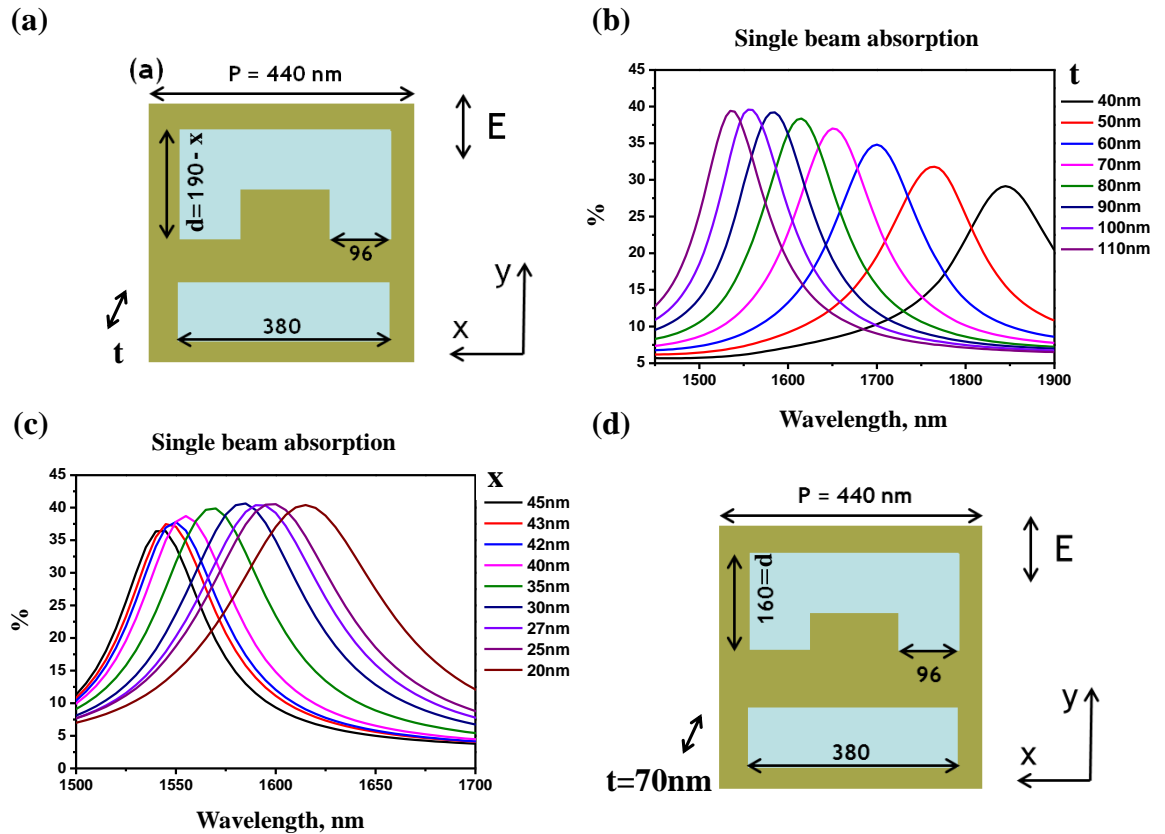 (a)
(a)
P = 440 nm
E
d=190- x
96
y
380
x
t
(b)
Single beam absorption
t
45
40
35
30
25
20
15
10
5
%
1500
1600
1700
1800
1900
Wavelength, nm
40nm
50nm
60nm
70nm
80nm
90nm
100nm
110nm
(c)
Single beam absorption
x
45
40
35
30
25
20
15
10
5
0
%
1500
1550
1600
1650
1700
Wavelength, nm
45nm
43nm
42nm
40nm
35nm
30nm
27nm
25nm
20nm
(d)
P = 440 nm
E
160=d
96
y
380
x
t=70nm